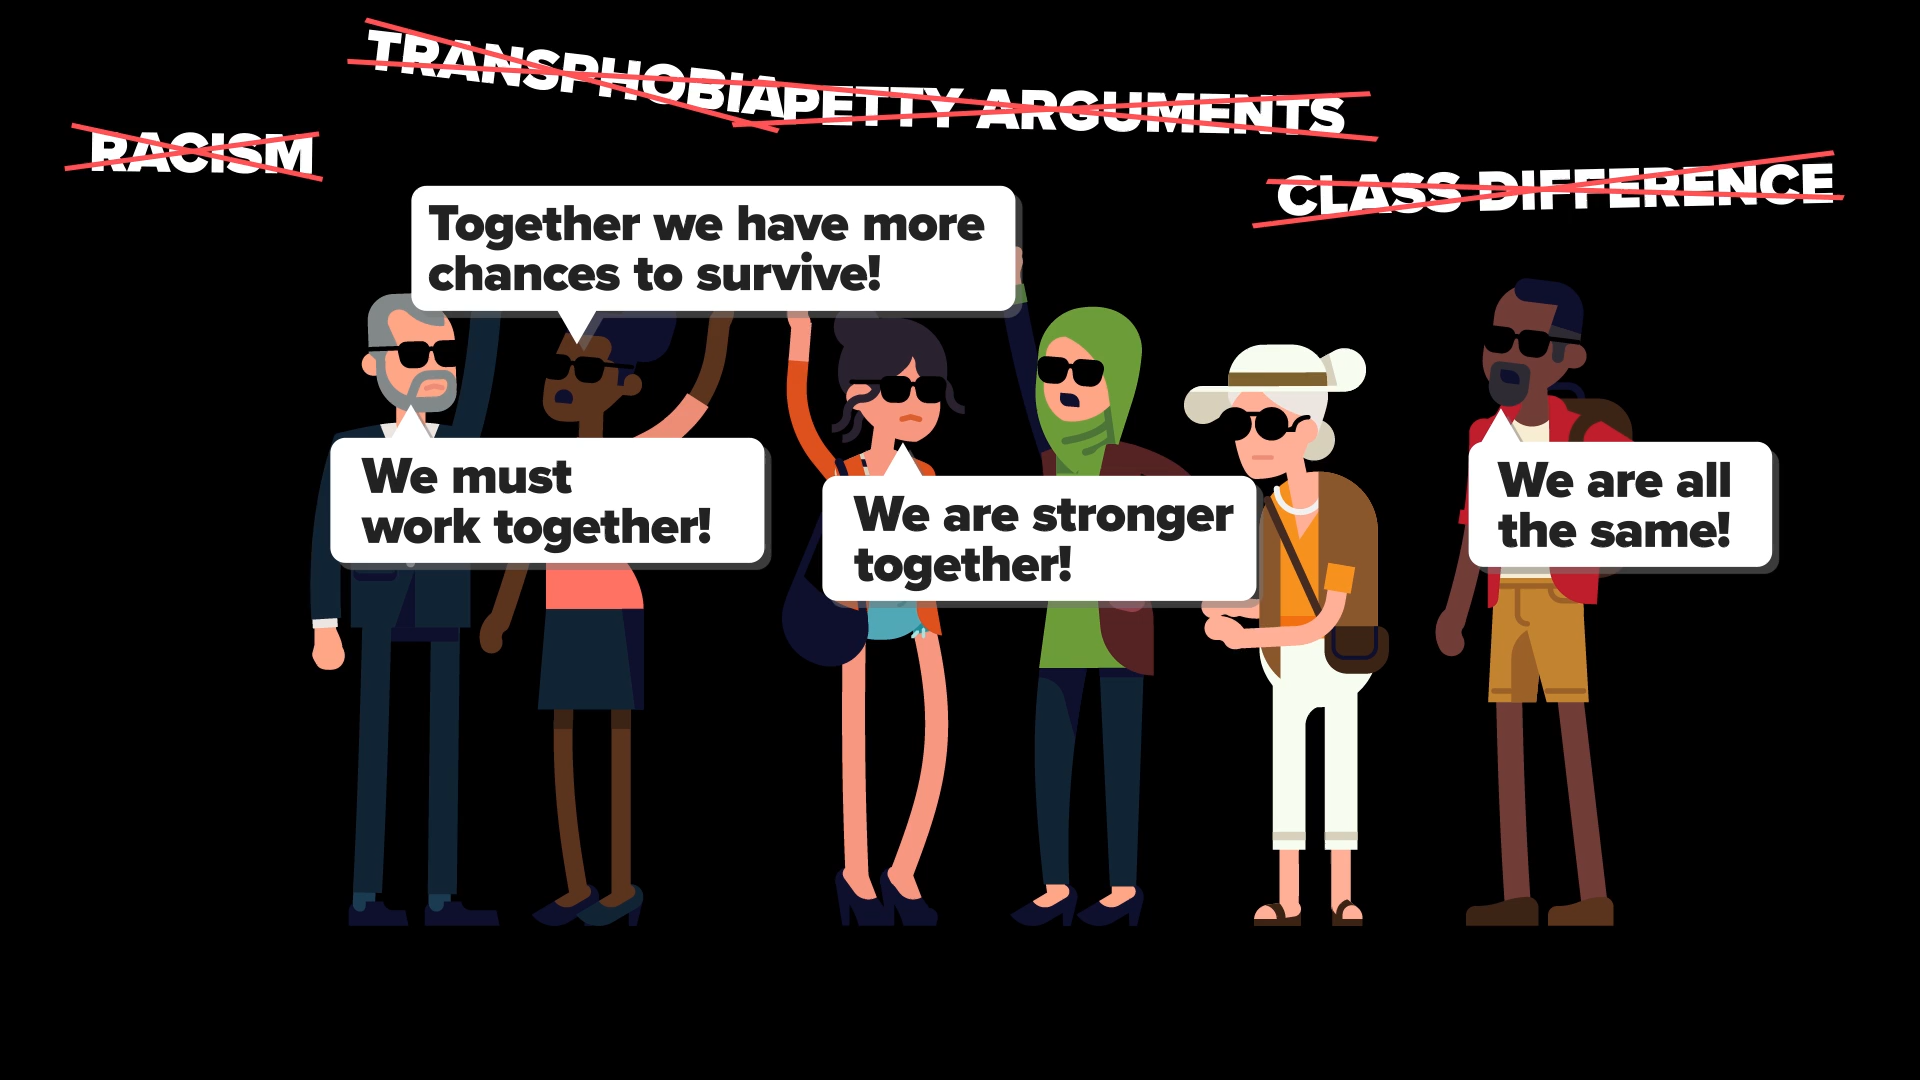 TRANSPHOBIA
PETTY ARGUMENTS
RACISM
CLASS DIFFERENCE
Together we have more
chances to survive!
We must
work together!
We are stronger
together!
We are all
the same!